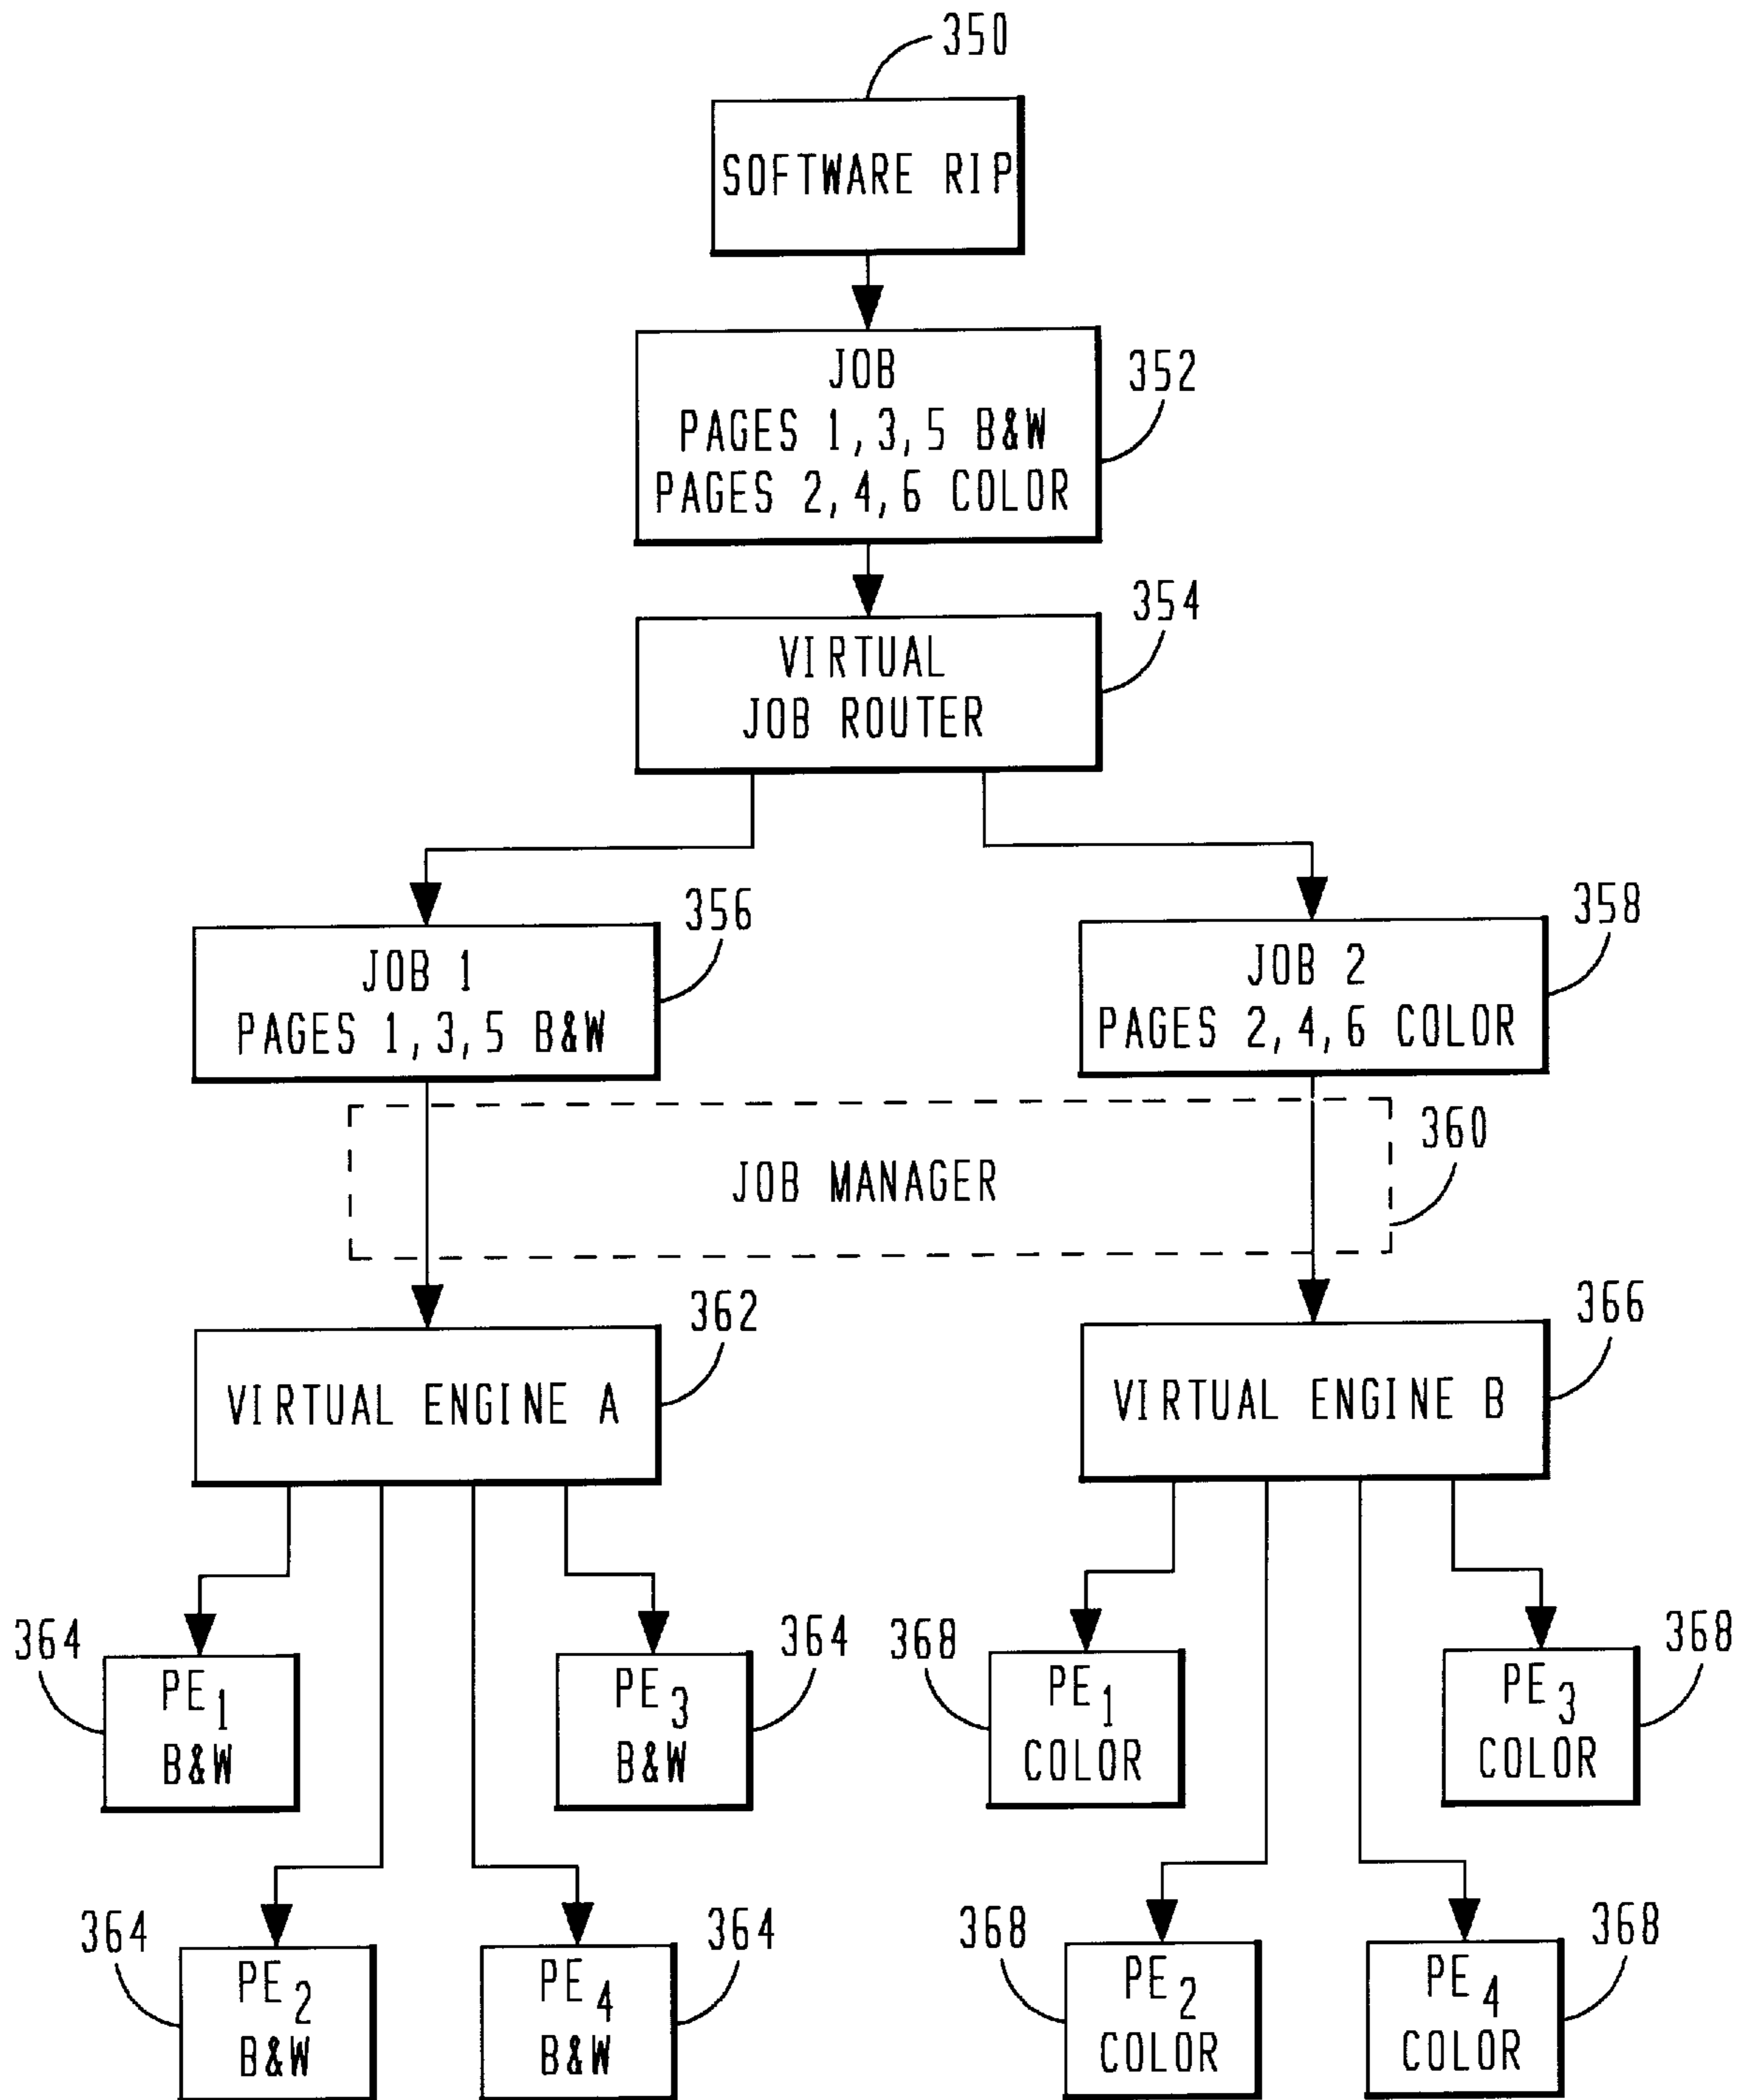 350
SOFTWARE RIP
JOB
PAGES 1,3,5 B&W
PAGES 2,4,6 COLOR
352
VIRTUAL
JOB ROUTER
354
JOB 1
PAGES 1,3,5 B&W
356
JOB 2
PAGES 2,4,6 COLOR
358
JOB MANAGER
360
VIRTUAL ENGINE A
362
VIRTUAL ENGINE B
366
364
PE1
B&W
PE3
B&W
364
368
PE1
COLOR
PE3
COLOR
368
364
PE2
B&W
PE4
B&W
364
368
PE2
COLOR
PE4
COLOR
368